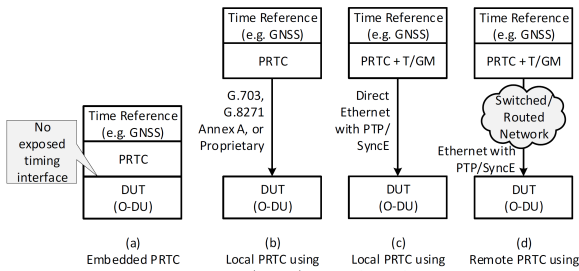 Time Reference
(e.g. GNSS)
PRTC
DUT
(O-DU)
No
exposed
timing
interface
(a)
Embedded PRTC
Time Reference
(e.g. GNSS)
PRTC
G.703,
G.8271
Annex A, or
Proprietary
DUT
(O-DU)
(b)
Local PRTC using
Time Reference
(e.g. GNSS)
PRTC + T/GM
Direct
Ethernet
with PTP/
SyncE
DUT
(O-DU)
(c)
Local PRTC using
Time Reference
(e.g. GNSS)
PRTC + T/GM
Switched/
Routed
Network
Ethernet with
PTP/SyncE
DUT
(O-DU)
(d)
Remote PRTC using